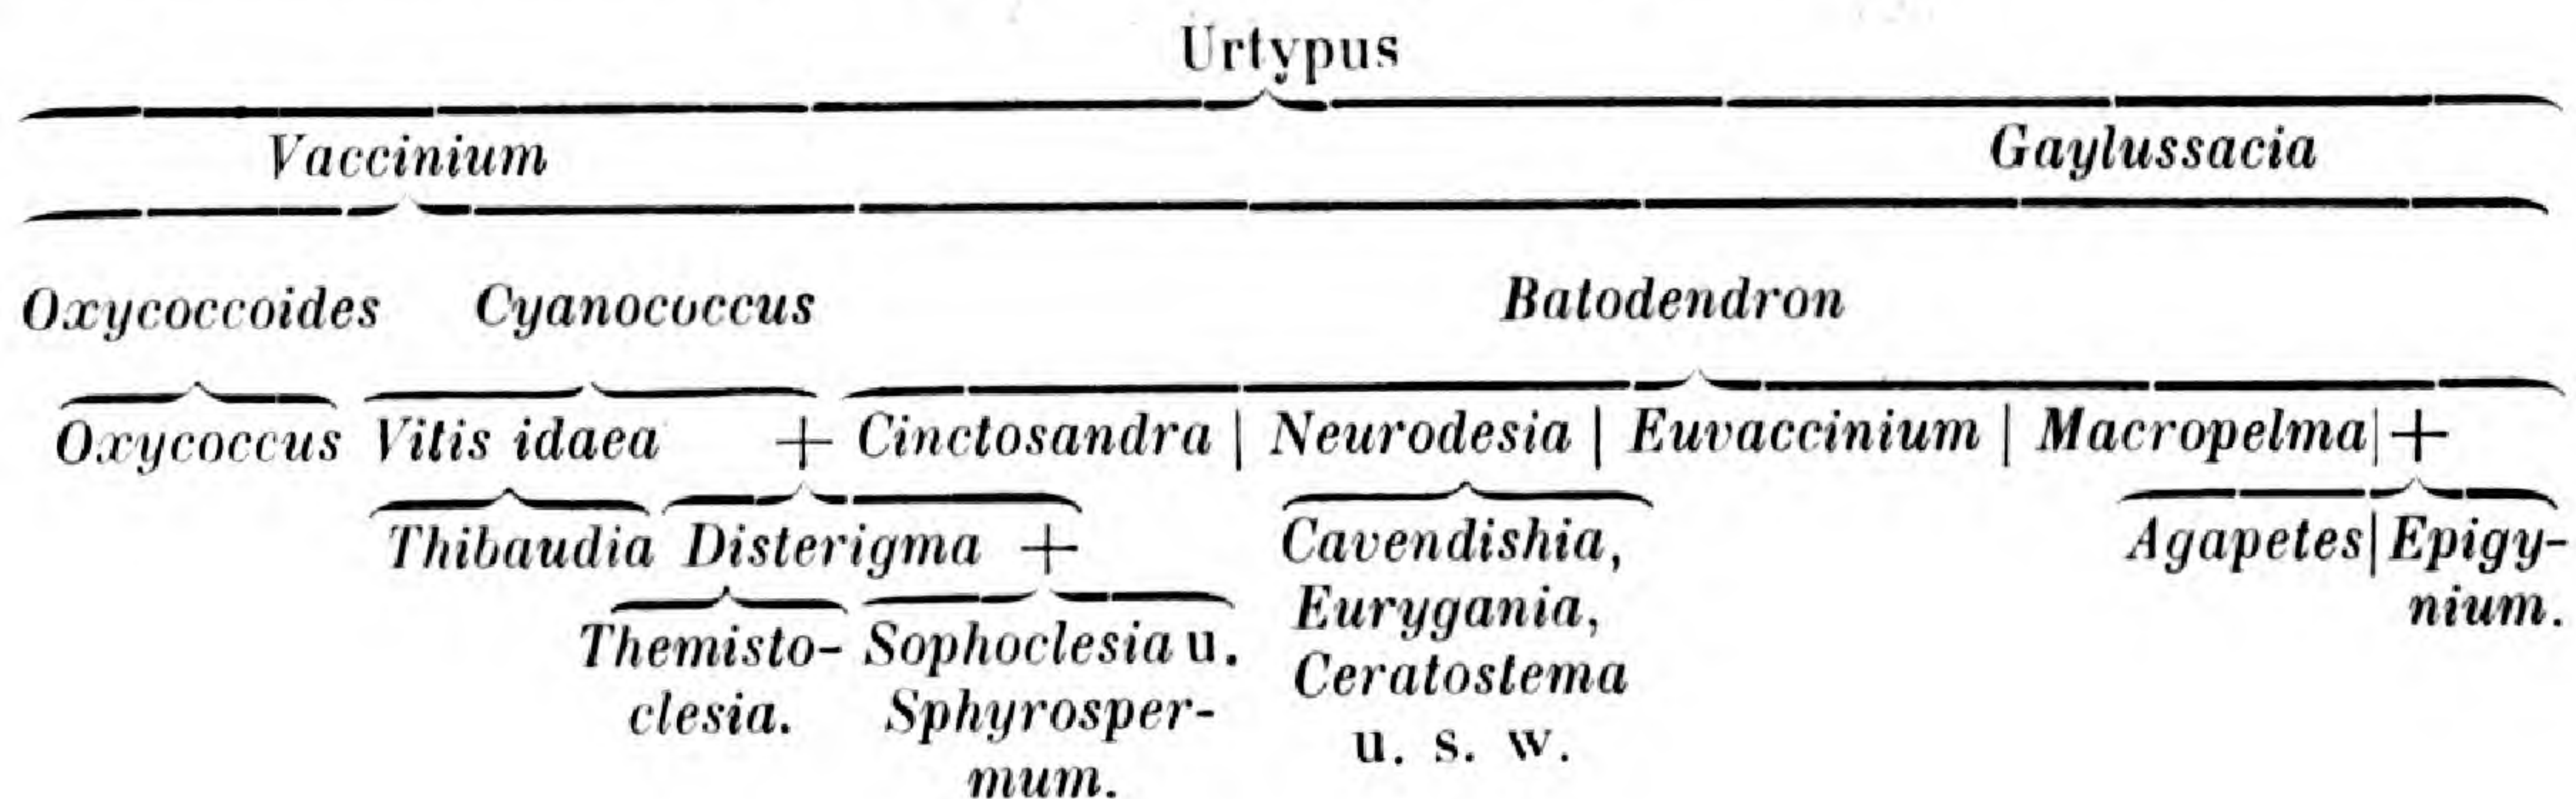 Urtypus
Vaccinium Gaylussacia
Oxycoccoides Cyanococcus Batodendron
Oxycoccus Vitis idaea + Cinctosandra | Neurodesia | Euvaccinium | Macropelma | +
Thibaudia Disterigma + Cavendishia, Agapetes | Epigy-
Eurygania, nium.
Themisto- Sophoclesia u.
Ceratostema
clesia. Sphyrosper-
u. s. w.
mum.